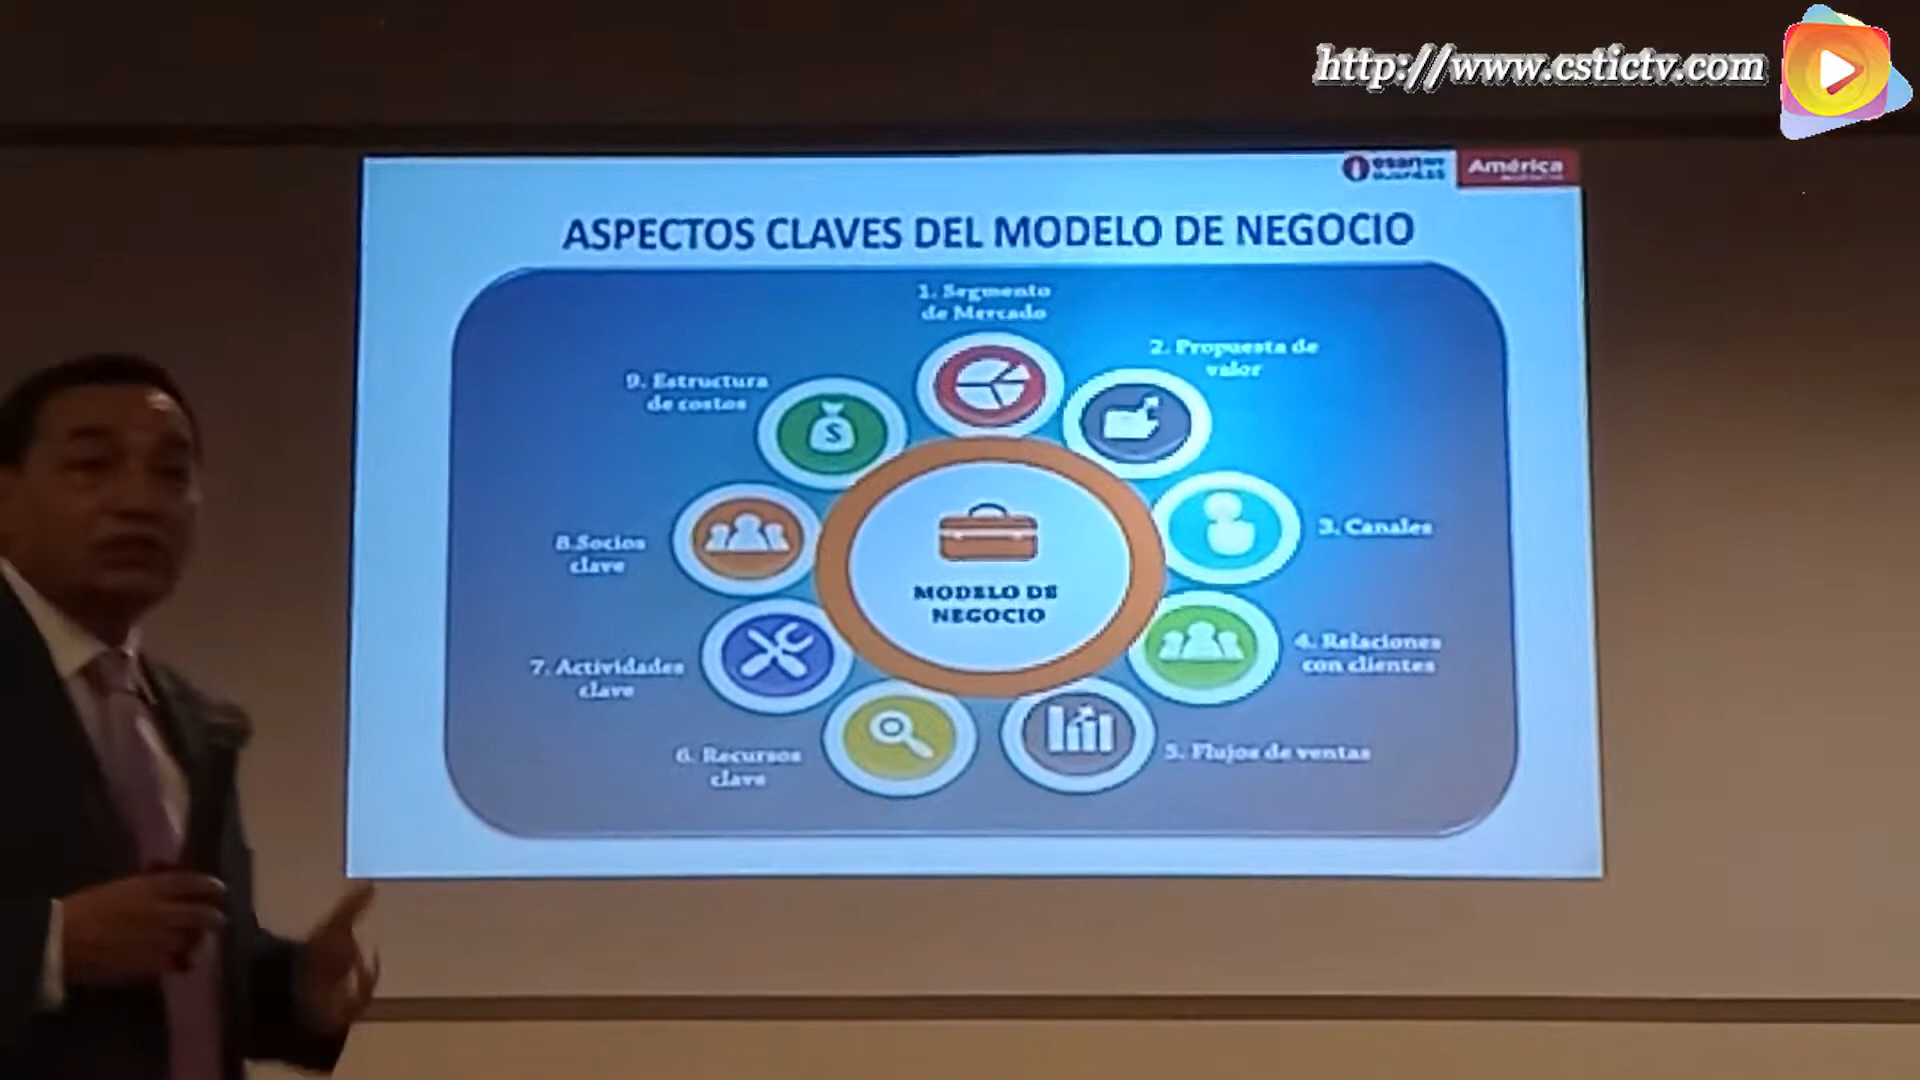 http://www.cstictv.com
América
ASPECTOS CLAVES DEL MODELO DE NEGOCIO
1. Segmento
de Mercado
2. Propuesta de
valor
3. Canales
4. Relaciones
con clientes
5. Flujos de ventas
6. Recursos
clave
7. Actividades
clave
8.Socios
clave
9. Estructura
de costos
$
MODELO DE
NEGOCIO